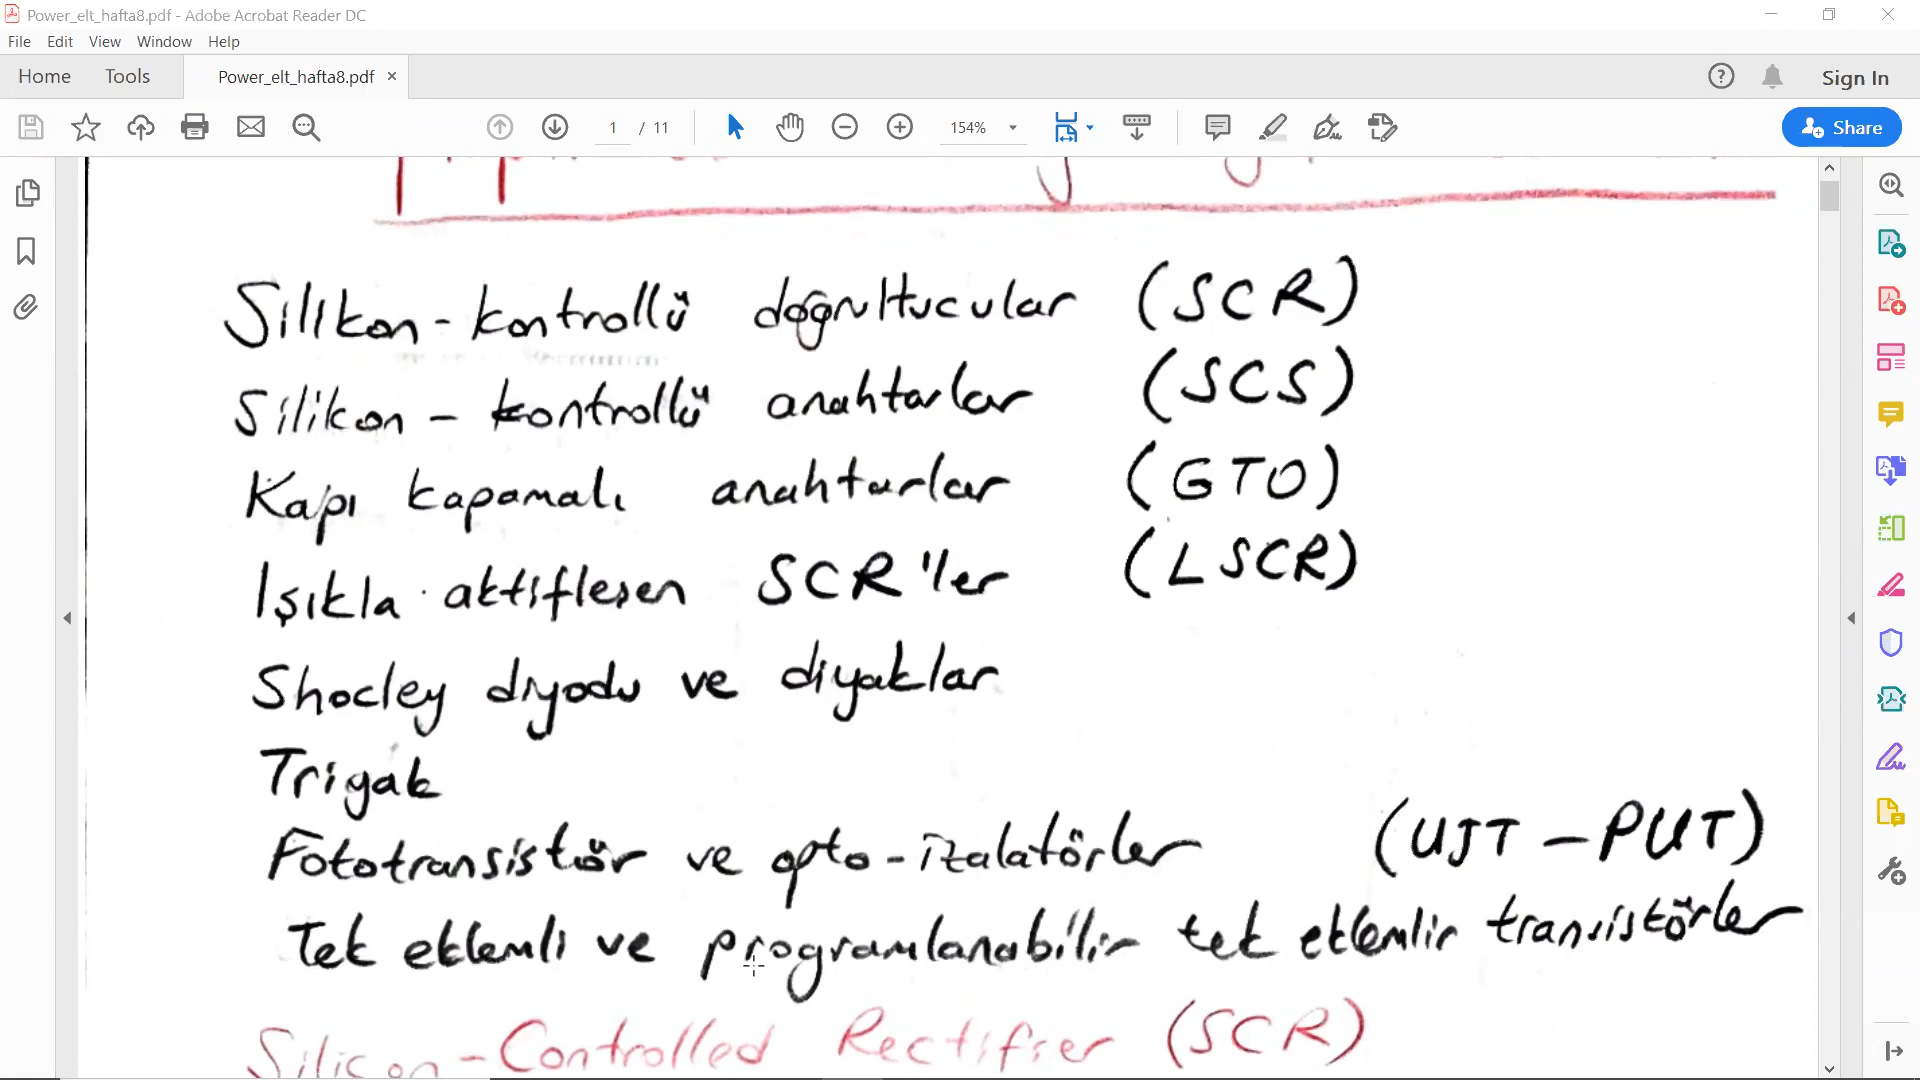 Power_elt_hafta8.pdf - Adobe Acrobat Reader DC
File Edit View Window Help
Home Tools Power_elt_hafta8.pdf × Sign In
1 / 11 154% Share
Silikon-kontrollü doğrultucular (SCR)
Silikon - kontrollü anahtarlar (SCS)
Kapı kapamalı anahtarlar (GTO)
Işıkla aktifleşen SCR'ler (LSCR)
Shocley diyodu ve diyaklar
Triyak
Fototransistör ve opto-izalatörler (UJT - PUT)
Tek eklemli ve programlanabilir tek eklemlir transistörler
Silicon-Controlled Rectifier (SCR)